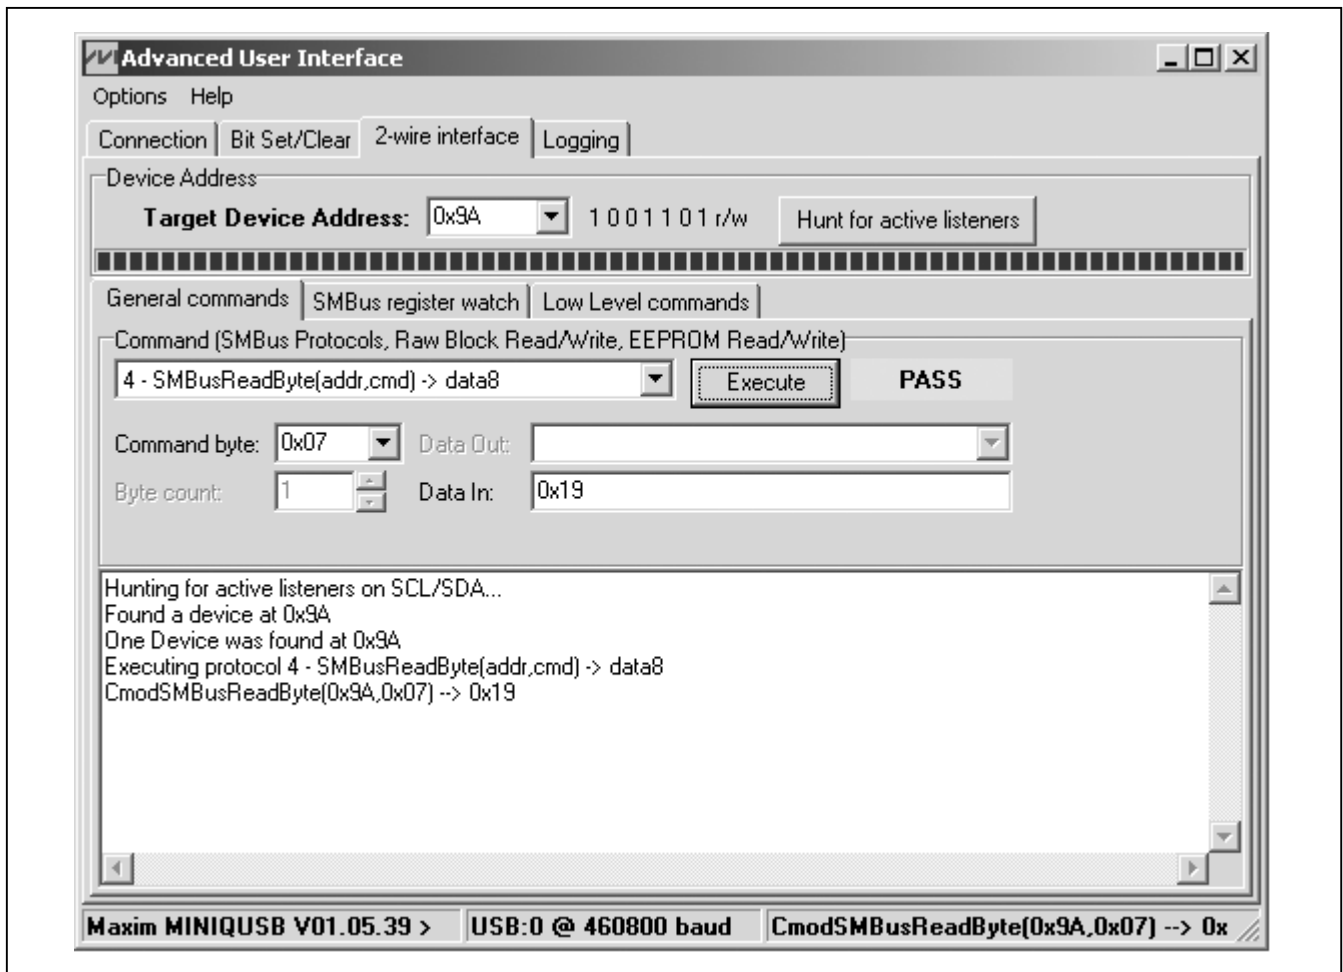 Advanced User Interface
Options Help
Connection Bit Set/Clear 2-wire interface Logging
Device Address
Target Device Address: 0x9A 1 0 0 1 1 0 1 r/w Hunt for active listeners
General commands SMBus register watch Low Level commands
Command (SMBus Protocols, Raw Block Read/Write, EEPROM Read/Write)
4 - SMBusReadByte(addr,cmd) -> data8 Execute PASS
Command byte: 0x07 Data Out:
Byte count: 1 Data In: 0x19
Hunting for active listeners on SCL/SDA...
Found a device at 0x9A
One Device was found at 0x9A
Executing protocol 4 - SMBusReadByte(addr,cmd) -> data8
CmodSMBusReadByte(0x9A,0x07) --> 0x19
Maxim MINIQUSB V01.05.39 > USB:0 @ 460800 baud CmodSMBusReadByte(0x9A,0x07) --> 0x